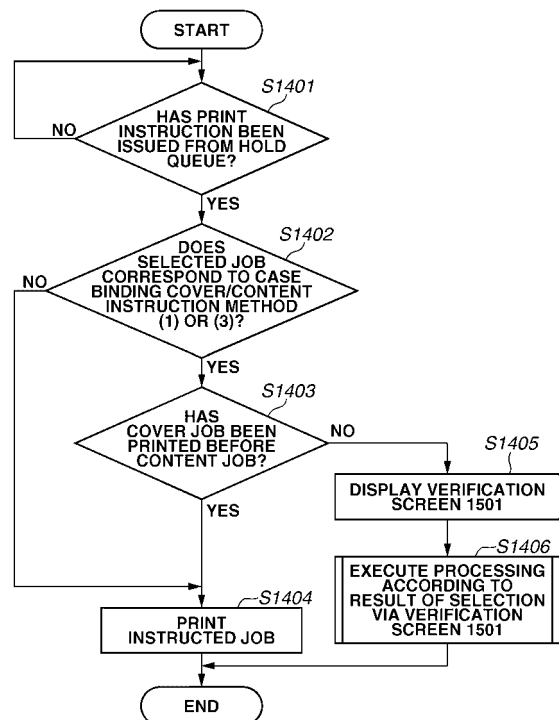 START
S1401
HAS PRINT
INSTRUCTION BEEN
ISSUED FROM HOLD
QUEUE?
NO
YES
S1402
DOES
SELECTED JOB
CORRESPOND TO CASE
BINDING COVER/CONTENT
INSTRUCTION METHOD
(1) OR (3)?
NO
YES
S1403
HAS
COVER JOB BEEN
PRINTED BEFORE
CONTENT JOB?
NO
YES
S1405
DISPLAY VERIFICATION
SCREEN 1501
S1406
EXECUTE PROCESSING
ACCORDING TO
RESULT OF SELECTION
VIA VERIFICATION
SCREEN 1501
S1404
PRINT
INSTRUCTED JOB
END